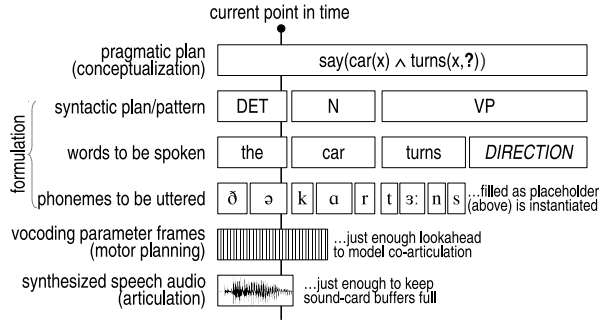 current point in time
pragmatic plan
(conceptualization)
say(car(x) ∧ turns(x,?))
formulation
syntactic plan/pattern
DET N VP
words to be spoken
the car turns DIRECTION
phonemes to be uttered
ð ə k ɑ r t ɜː n s
...filled as placeholder
(above) is instantiated
vocoding parameter frames
(motor planning)
...just enough lookahead
to model co-articulation
synthesized speech audio
(articulation)
...just enough to keep
sound-card buffers full